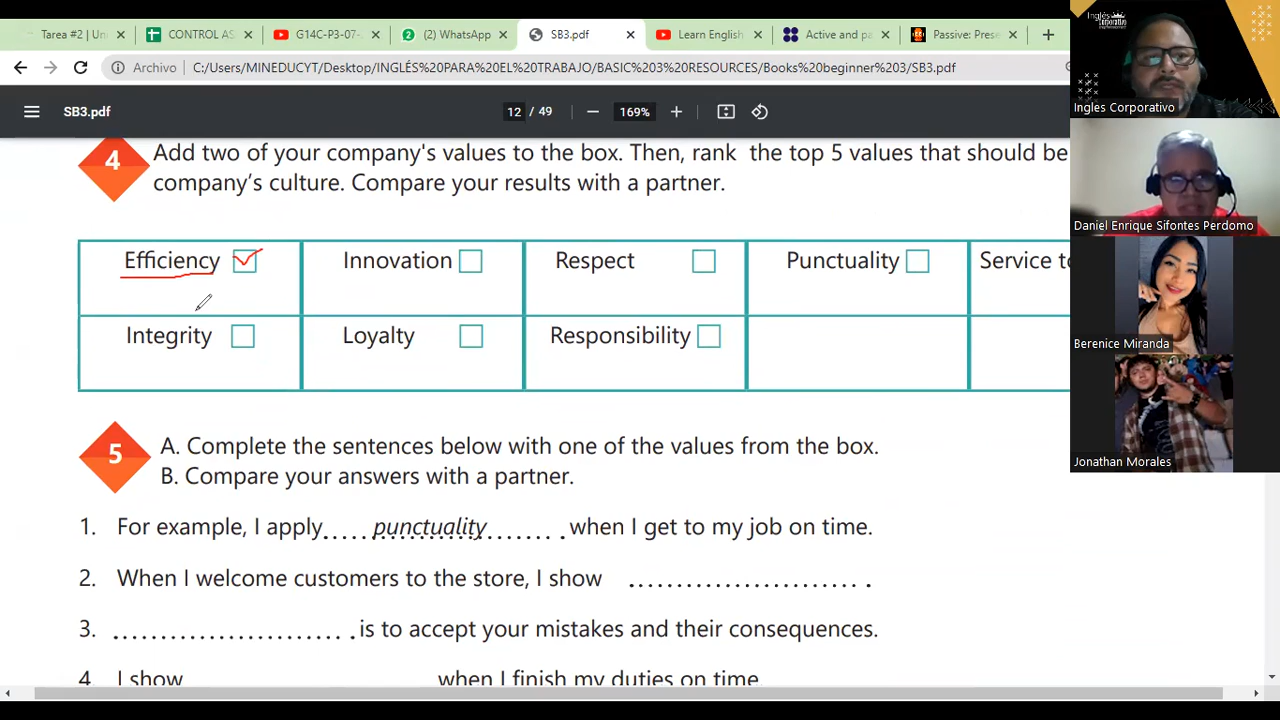 Tarea #2 | Uni
CONTROL AS
G14C-P3-07-
(2) WhatsApp
SB3.pdf
Learn English
Active and pa
Passive: Prese
Archivo
C:/Users/MINEDUCYT/Desktop/INGLÉS%20PARA%20EL%20TRABAJO/BASIC%203%20RESOURCES/Books%20beginner%203/SB3.pdf
SB3.pdf
12 / 49
169%
4
Add two of your company's values to the box. Then, rank the top 5 values that should be
company's culture. Compare your results with a partner.
Efficiency
Innovation
Respect
Punctuality
Service to
Integrity
Loyalty
Responsibility
5
A. Complete the sentences below with one of the values from the box.
B. Compare your answers with a partner.
1. For example, I apply.....punctuality........when I get to my job on time.
2. When I welcome customers to the store, I show ........................ .
3. ........................ .is to accept your mistakes and their consequences.
4 I show when I finish my duties on time
Inglés
Corporativo
Ingles Corporativo
Daniel Enrique Sifontes Perdomo
Berenice Miranda
Jonathan Morales